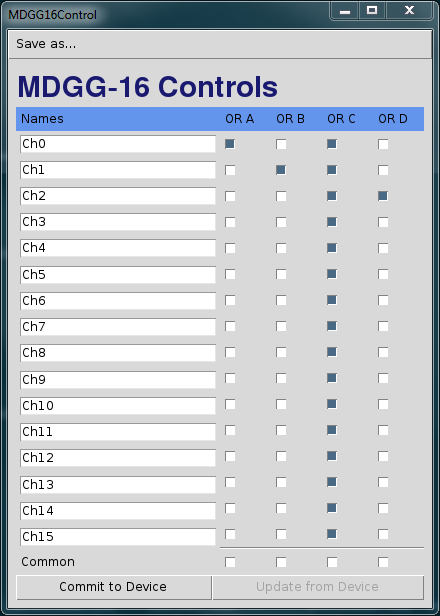 MDGG16Control
Save as...
MDGG-16 Controls
Names OR A OR B OR C OR D
Ch0
Ch1
Ch2
Ch3
Ch4
Ch5
Ch6
Ch7
Ch8
Ch9
Ch10
Ch11
Ch12
Ch13
Ch14
Ch15
Common
Commit to Device Update from Device